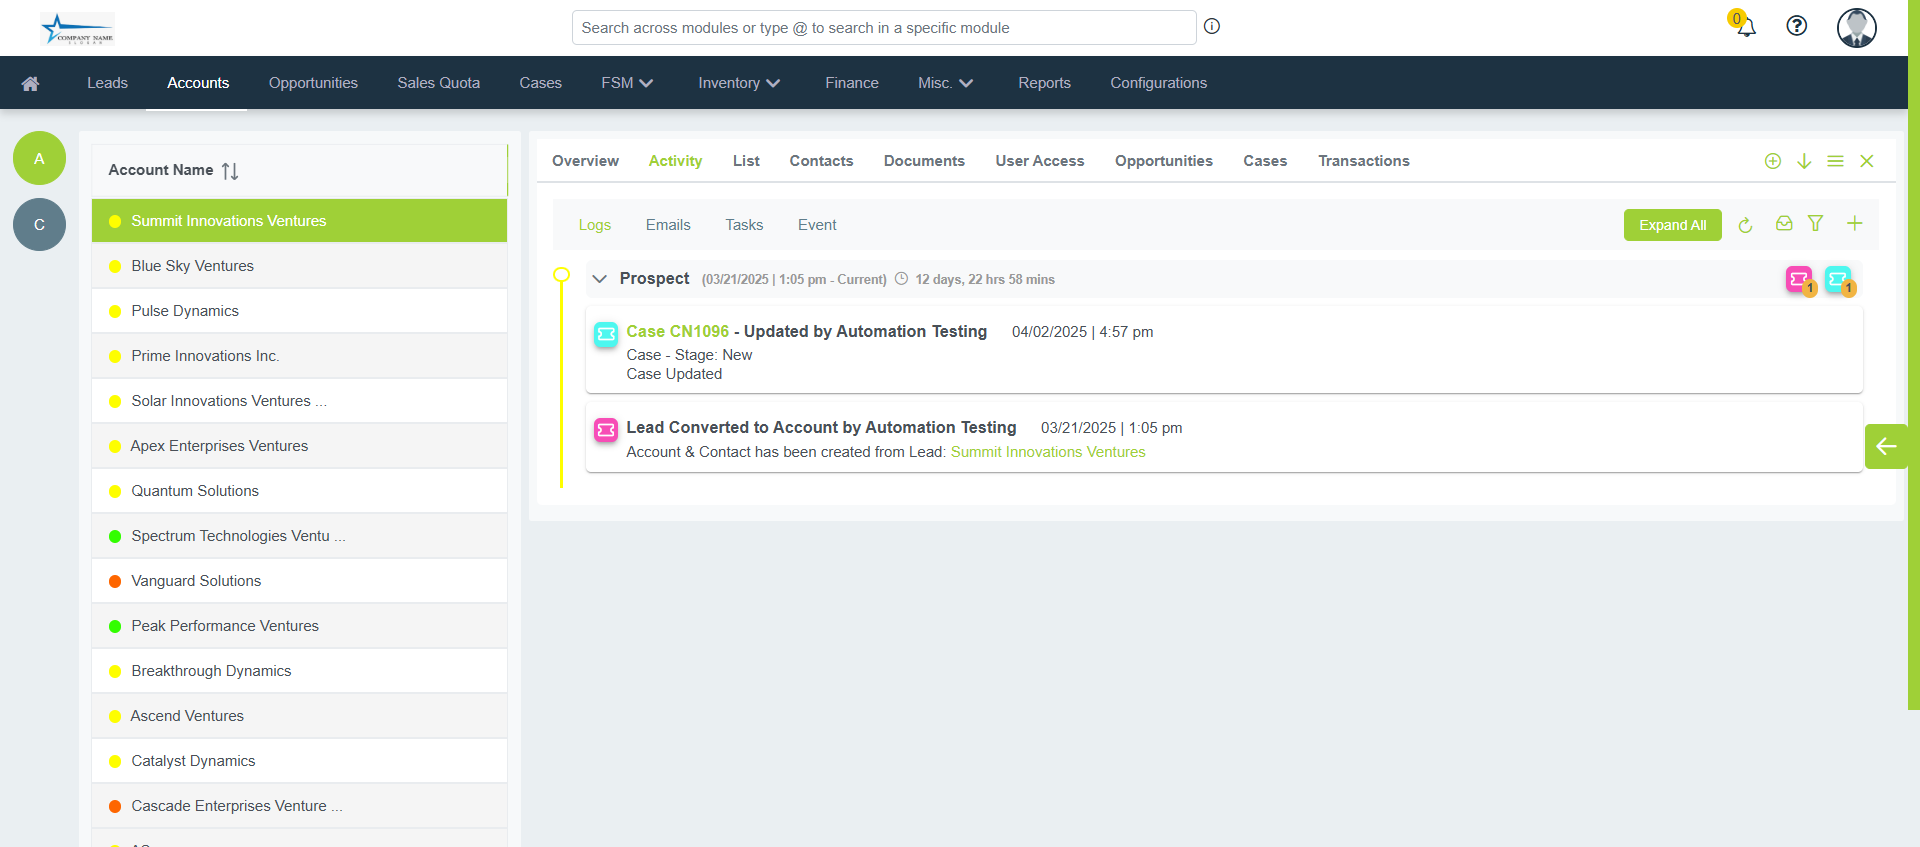 COMPANY NAME
Search across modules or type @ to search in a specific module
0
Leads
Accounts
Opportunities
Sales Quota
Cases
FSM
Inventory
Finance
Misc.
Reports
Configurations
A
C
Account Name
Summit Innovations Ventures
Blue Sky Ventures
Pulse Dynamics
Prime Innovations Inc.
Solar Innovations Ventures ...
Apex Enterprises Ventures
Quantum Solutions
Spectrum Technologies Ventu ...
Vanguard Solutions
Peak Performance Ventures
Breakthrough Dynamics
Ascend Ventures
Catalyst Dynamics
Cascade Enterprises Venture ...
Overview
Activity
List
Contacts
Documents
User Access
Opportunities
Cases
Transactions
Logs
Emails
Tasks
Event
Expand All
Prospect (03/21/2025 | 1:05 pm - Current) 12 days, 22 hrs 58 mins
1
1
Case CN1096 - Updated by Automation Testing 04/02/2025 | 4:57 pm
Case - Stage: New
Case Updated
Lead Converted to Account by Automation Testing 03/21/2025 | 1:05 pm
Account & Contact has been created from Lead: Summit Innovations Ventures